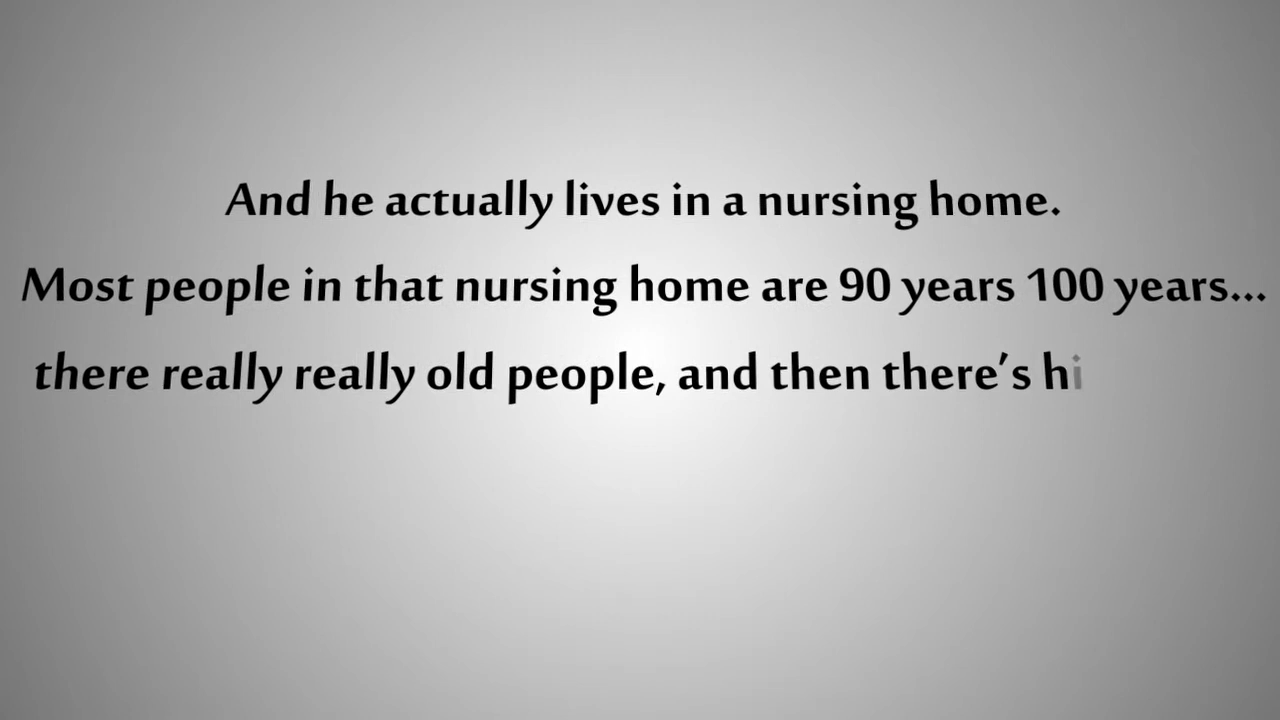 And he actually lives in a nursing home.
Most people in that nursing home are 90 years 100 years...
there really really old people, and then there's hi